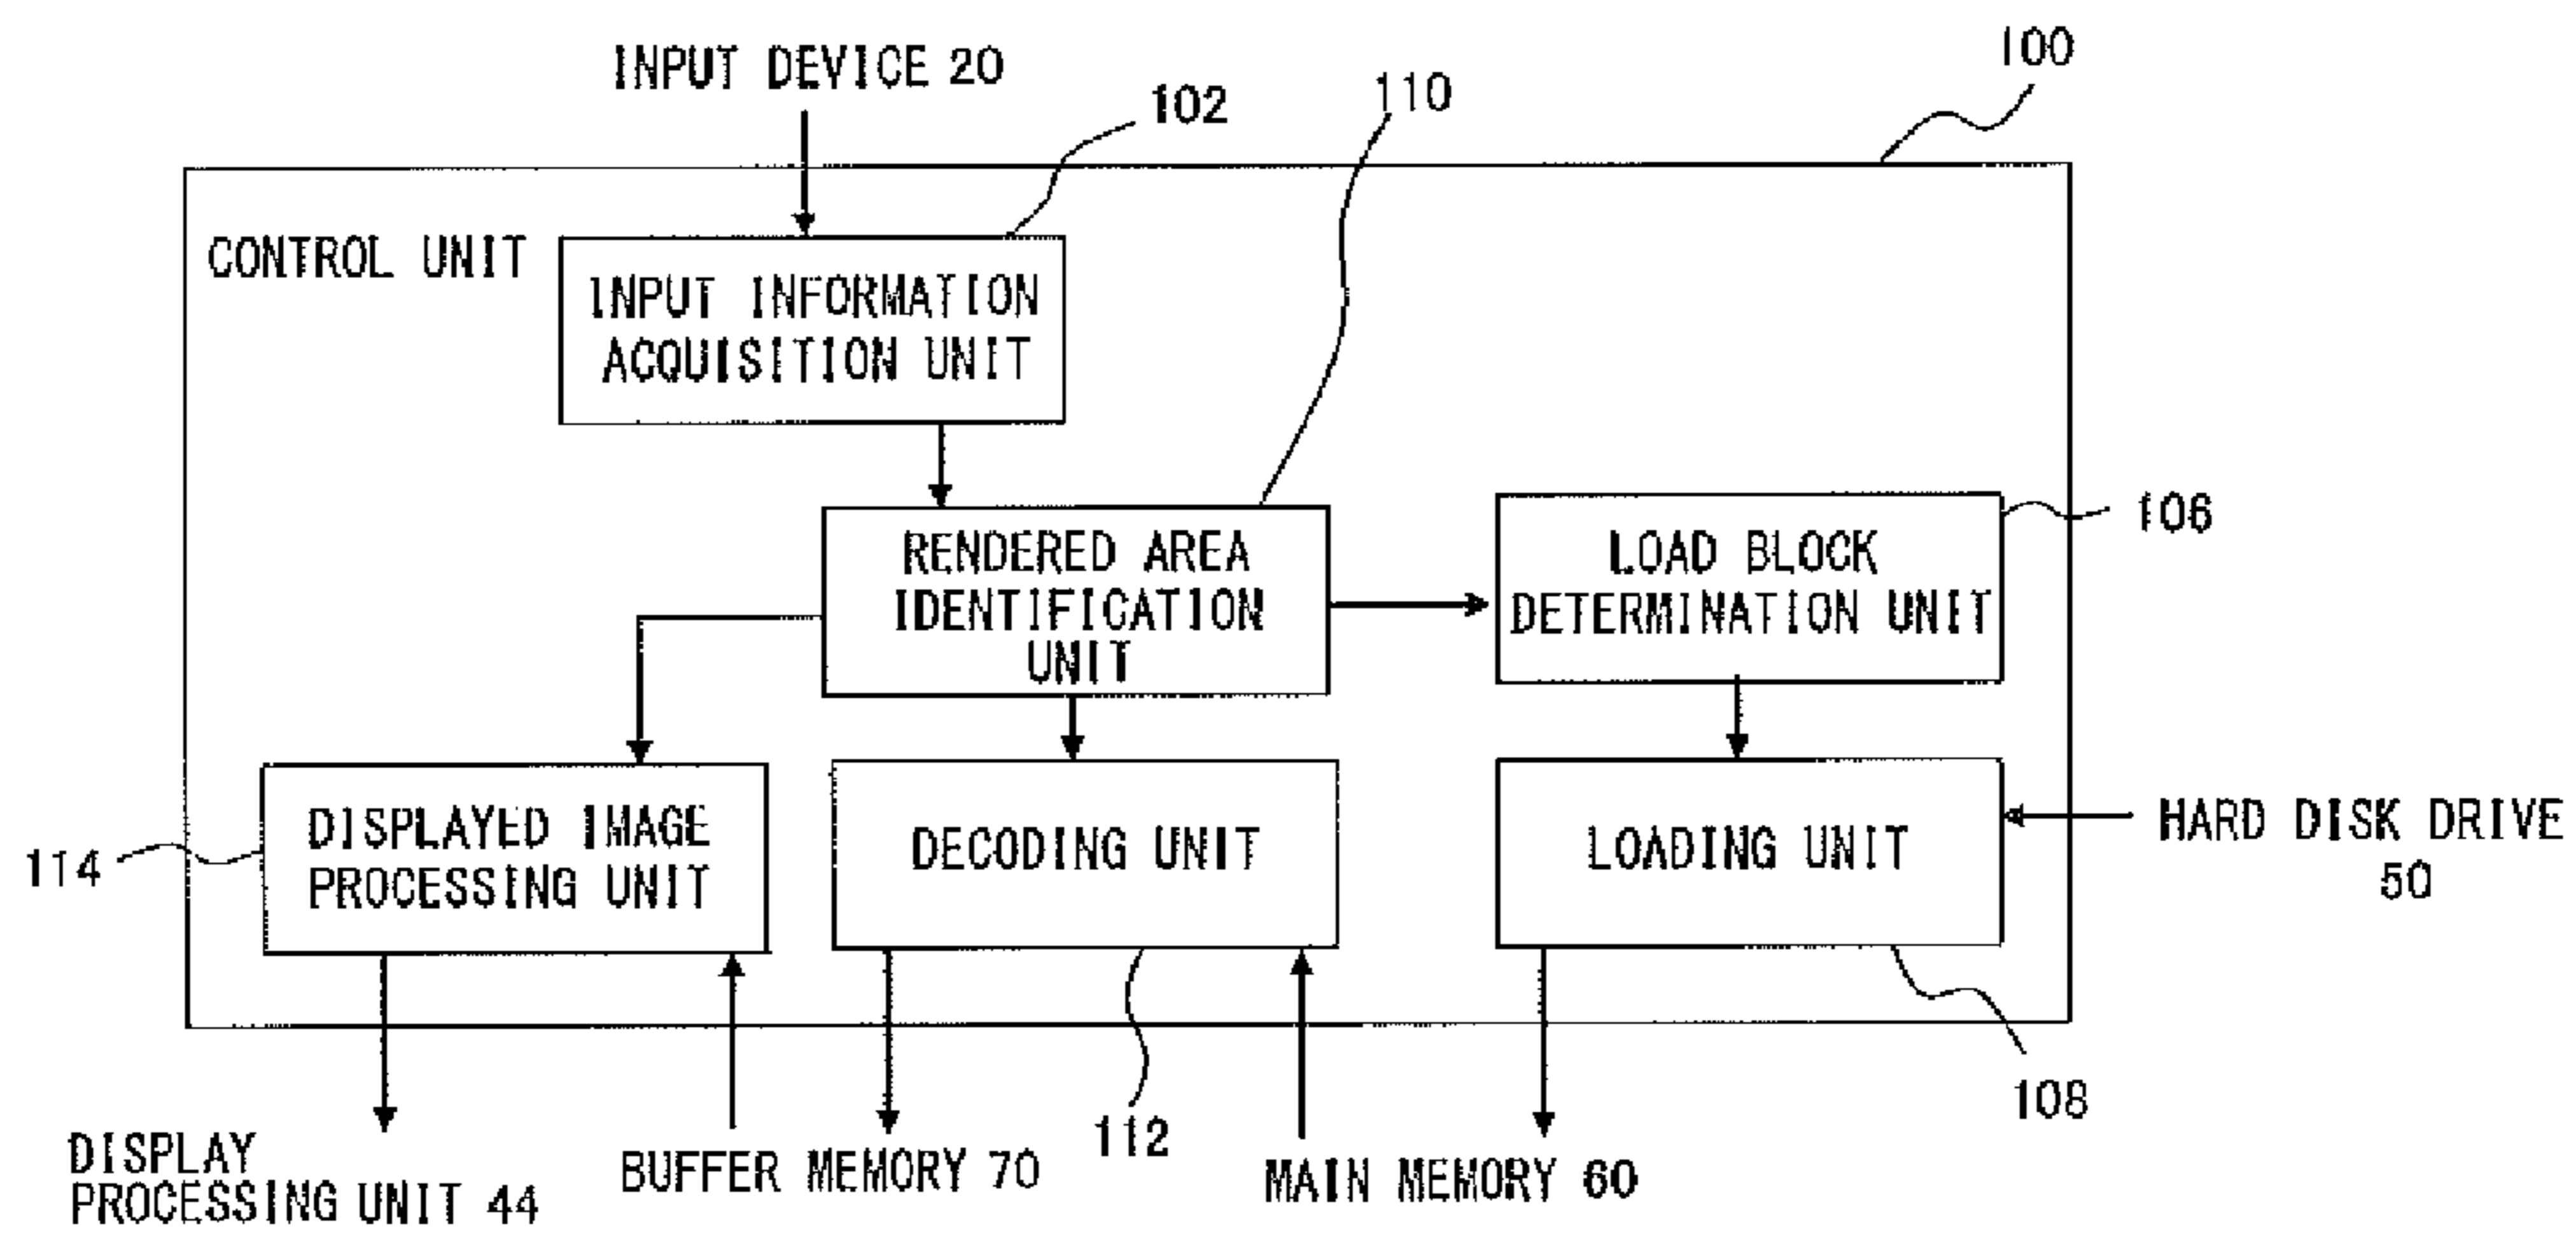 INPUT DEVICE 20
100
102
110
CONTROL UNIT
INPUT INFORMATION
ACQUISITION UNIT
RENDERED AREA
IDENTIFICATION
UNIT
LOAD BLOCK
DETERMINATION UNIT
106
DISPLAYED IMAGE
PROCESSING UNIT
114
DECODING UNIT
LOADING UNIT
HARD DISK DRIVE
50
112
108
DISPLAY
PROCESSING UNIT 44
BUFFER MEMORY 70
MAIN MEMORY 60